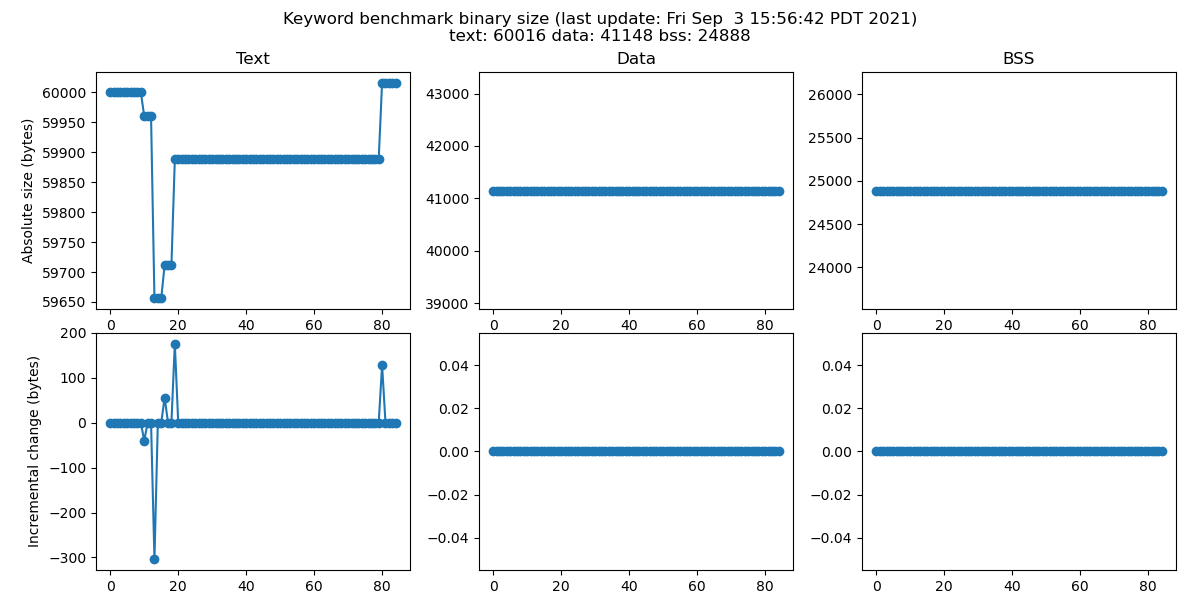 Keyword benchmark binary size (last update: Fri Sep  3 15:56:42 PDT 2021)
text: 60016 data: 41148 bss: 24888
Text
Data
BSS
Absolute size (bytes)
60000
59950
59900
59850
59800
59750
59700
59650
0 20 40 60 80
43000
42000
41000
40000
39000
0 20 40 60 80
26000
25500
25000
24500
24000
0 20 40 60 80
Incremental change (bytes)
200
100
0
−100
−200
−300
0 20 40 60 80
0.04
0.02
0.00
−0.02
−0.04
0 20 40 60 80
0.04
0.02
0.00
−0.02
−0.04
0 20 40 60 80